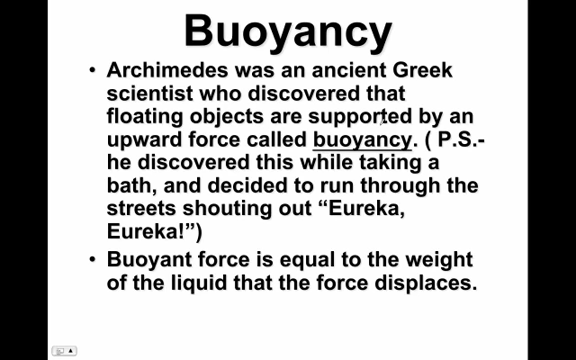 Buoyancy
• Archimedes was an ancient Greek
scientist who discovered that
floating objects are supported by an
upward force called buoyancy. ( P.S.-
he discovered this while taking a
bath, and decided to run through the
streets shouting out “Eureka,
Eureka!”)
• Buoyant force is equal to the weight
of the liquid that the force displaces.